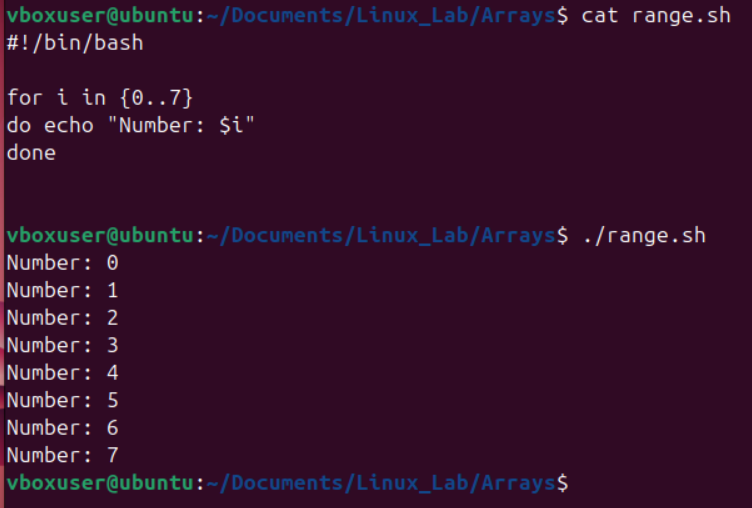 vboxuser@ubuntu:~/Documents/Linux_Lab/Arrays$ cat range.sh
#!/bin/bash
for i in {0..7}
do echo "Number: $i"
done
vboxuser@ubuntu:~/Documents/Linux_Lab/Arrays$ ./range.sh
Number: 0
Number: 1
Number: 2
Number: 3
Number: 4
Number: 5
Number: 6
Number: 7
vboxuser@ubuntu:~/Documents/Linux_Lab/Arrays$